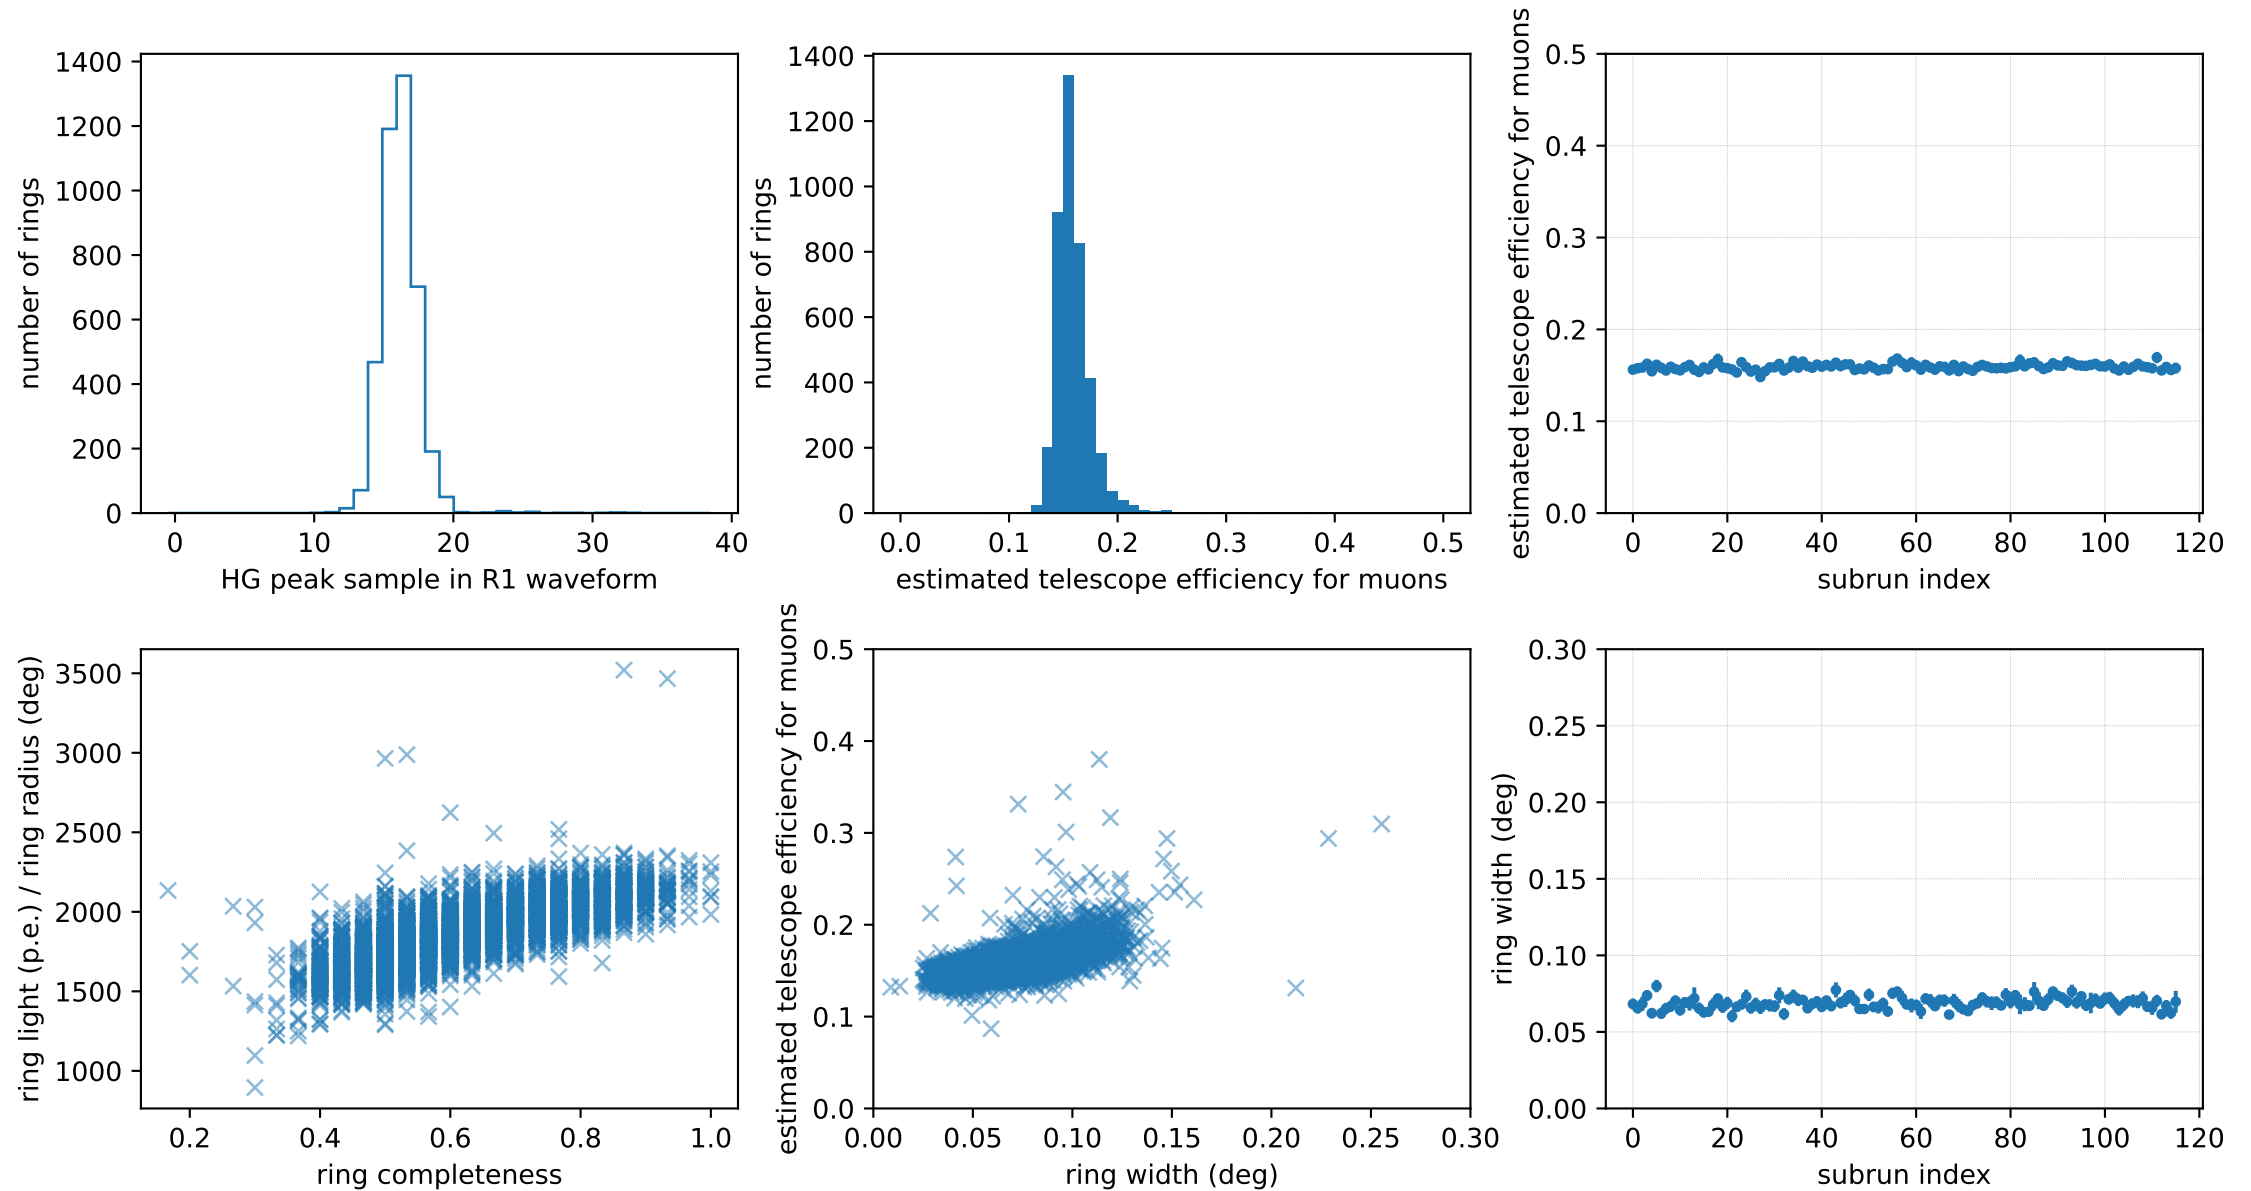 number of rings
1400
1200
1000
800
600
400
200
0
0 10 20 30 40
HG peak sample in R1 waveform
number of rings
1400
1200
1000
800
600
400
200
0
0.0 0.1 0.2 0.3 0.4 0.5
estimated telescope efficiency for muons
estimated telescope efficiency for muons
0.5
0.4
0.3
0.2
0.1
0.0
0 20 40 60 80 100 120
subrun index
ring light (p.e.) / ring radius (deg)
3500
3000
2500
2000
1500
1000
0.2 0.4 0.6 0.8 1.0
ring completeness
estimated telescope efficiency for muons
0.5
0.4
0.3
0.2
0.1
0.0
0.00 0.05 0.10 0.15 0.20 0.25 0.30
ring width (deg)
ring width (deg)
0.30
0.25
0.20
0.15
0.10
0.05
0.00
0 20 40 60 80 100 120
subrun index